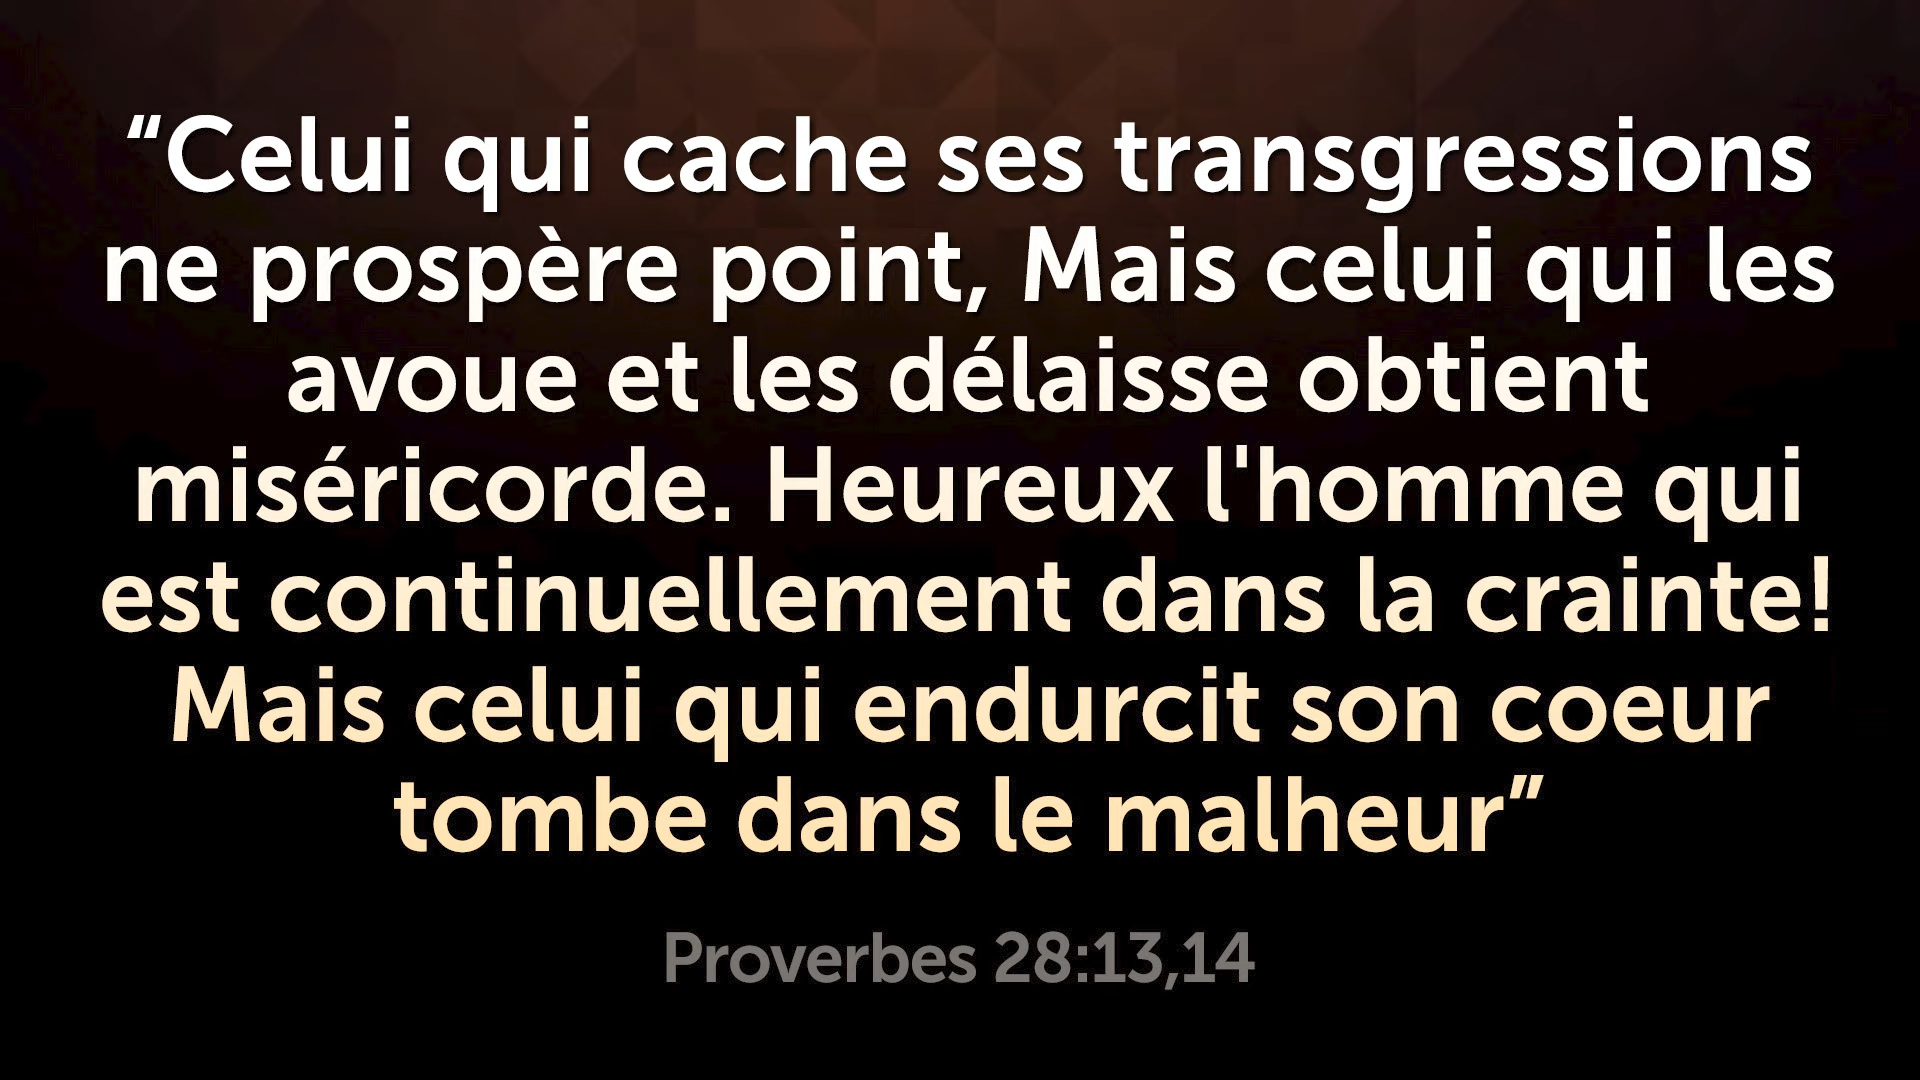 “Celui qui cache ses transgressions
ne prospère point, Mais celui qui les
avoue et les délaisse obtient
miséricorde. Heureux l'homme qui
est continuellement dans la crainte!
Mais celui qui endurcit son coeur
tombe dans le malheur”
Proverbes 28:13,14